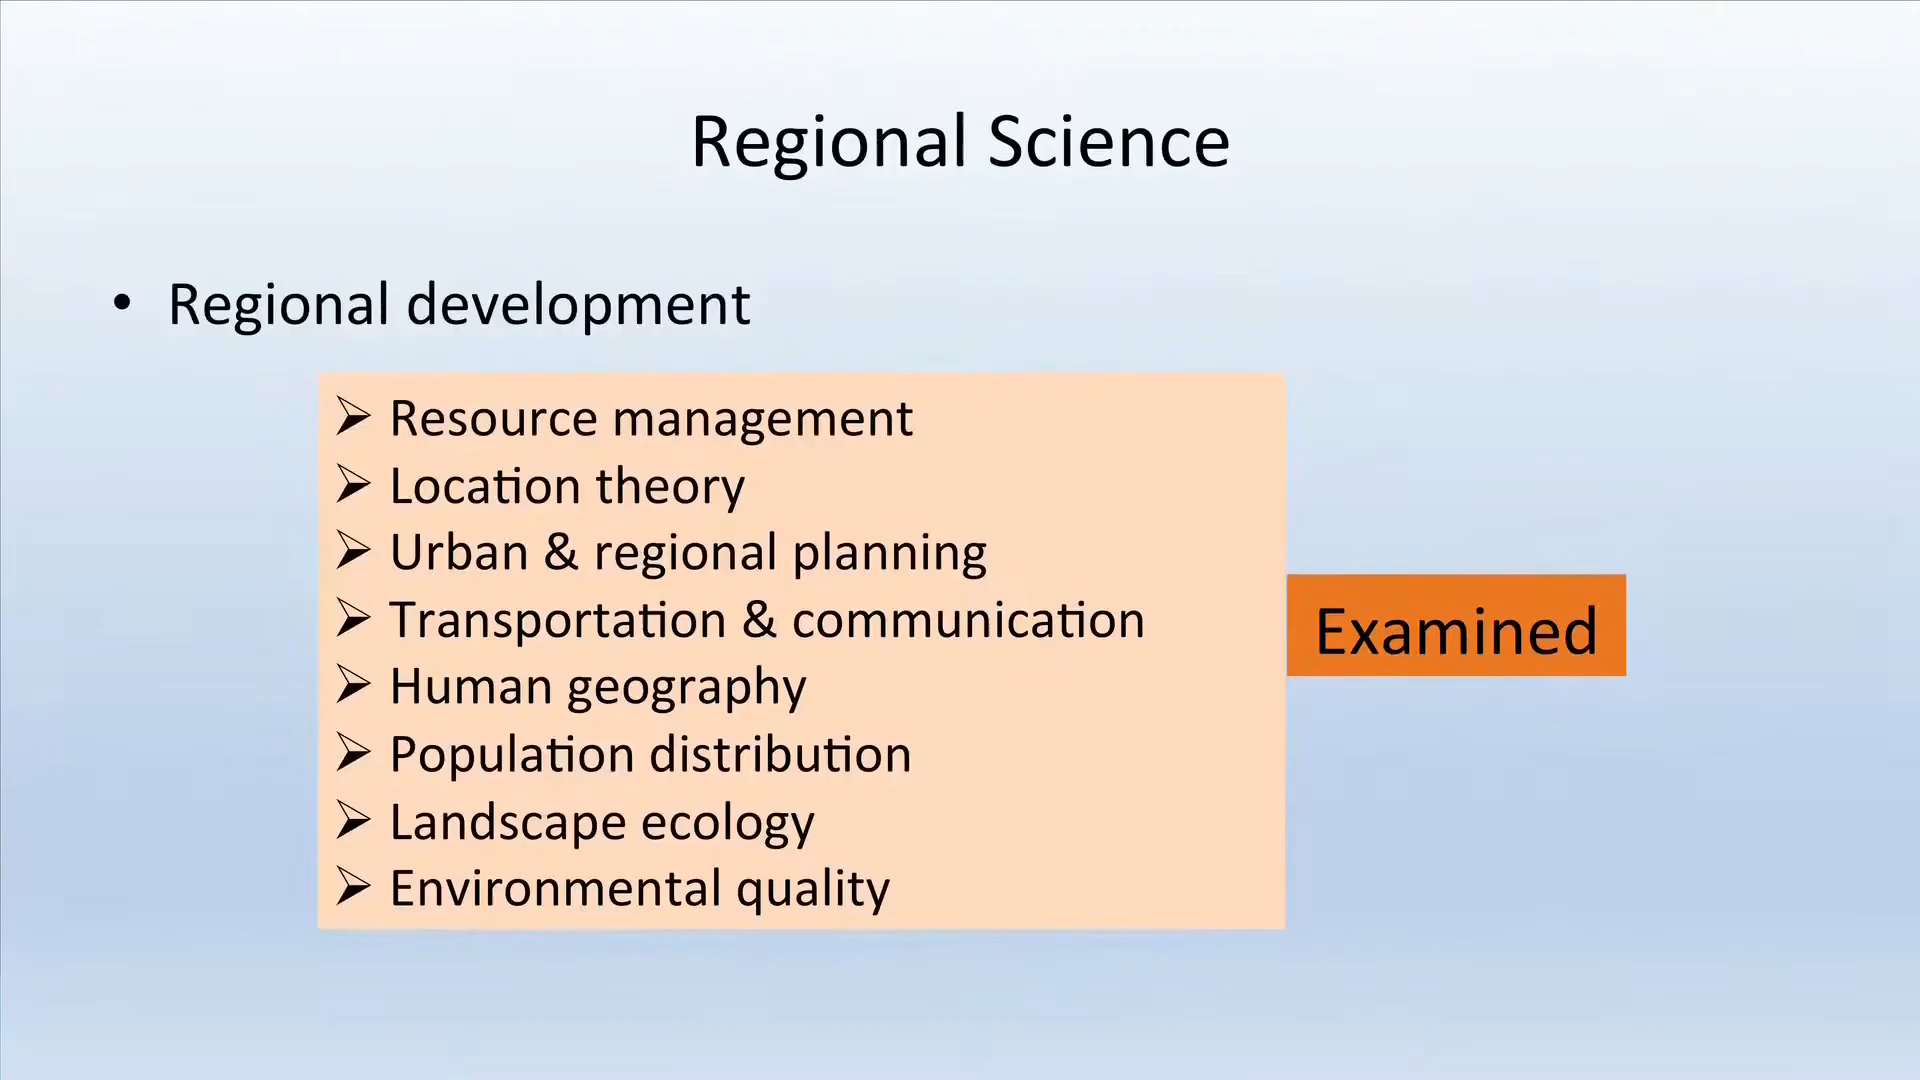 Regional Science
• Regional development
➢ Resource management
➢ Location theory
➢ Urban & regional planning
➢ Transportation & communication
➢ Human geography
➢ Population distribution
➢ Landscape ecology
➢ Environmental quality
Examined